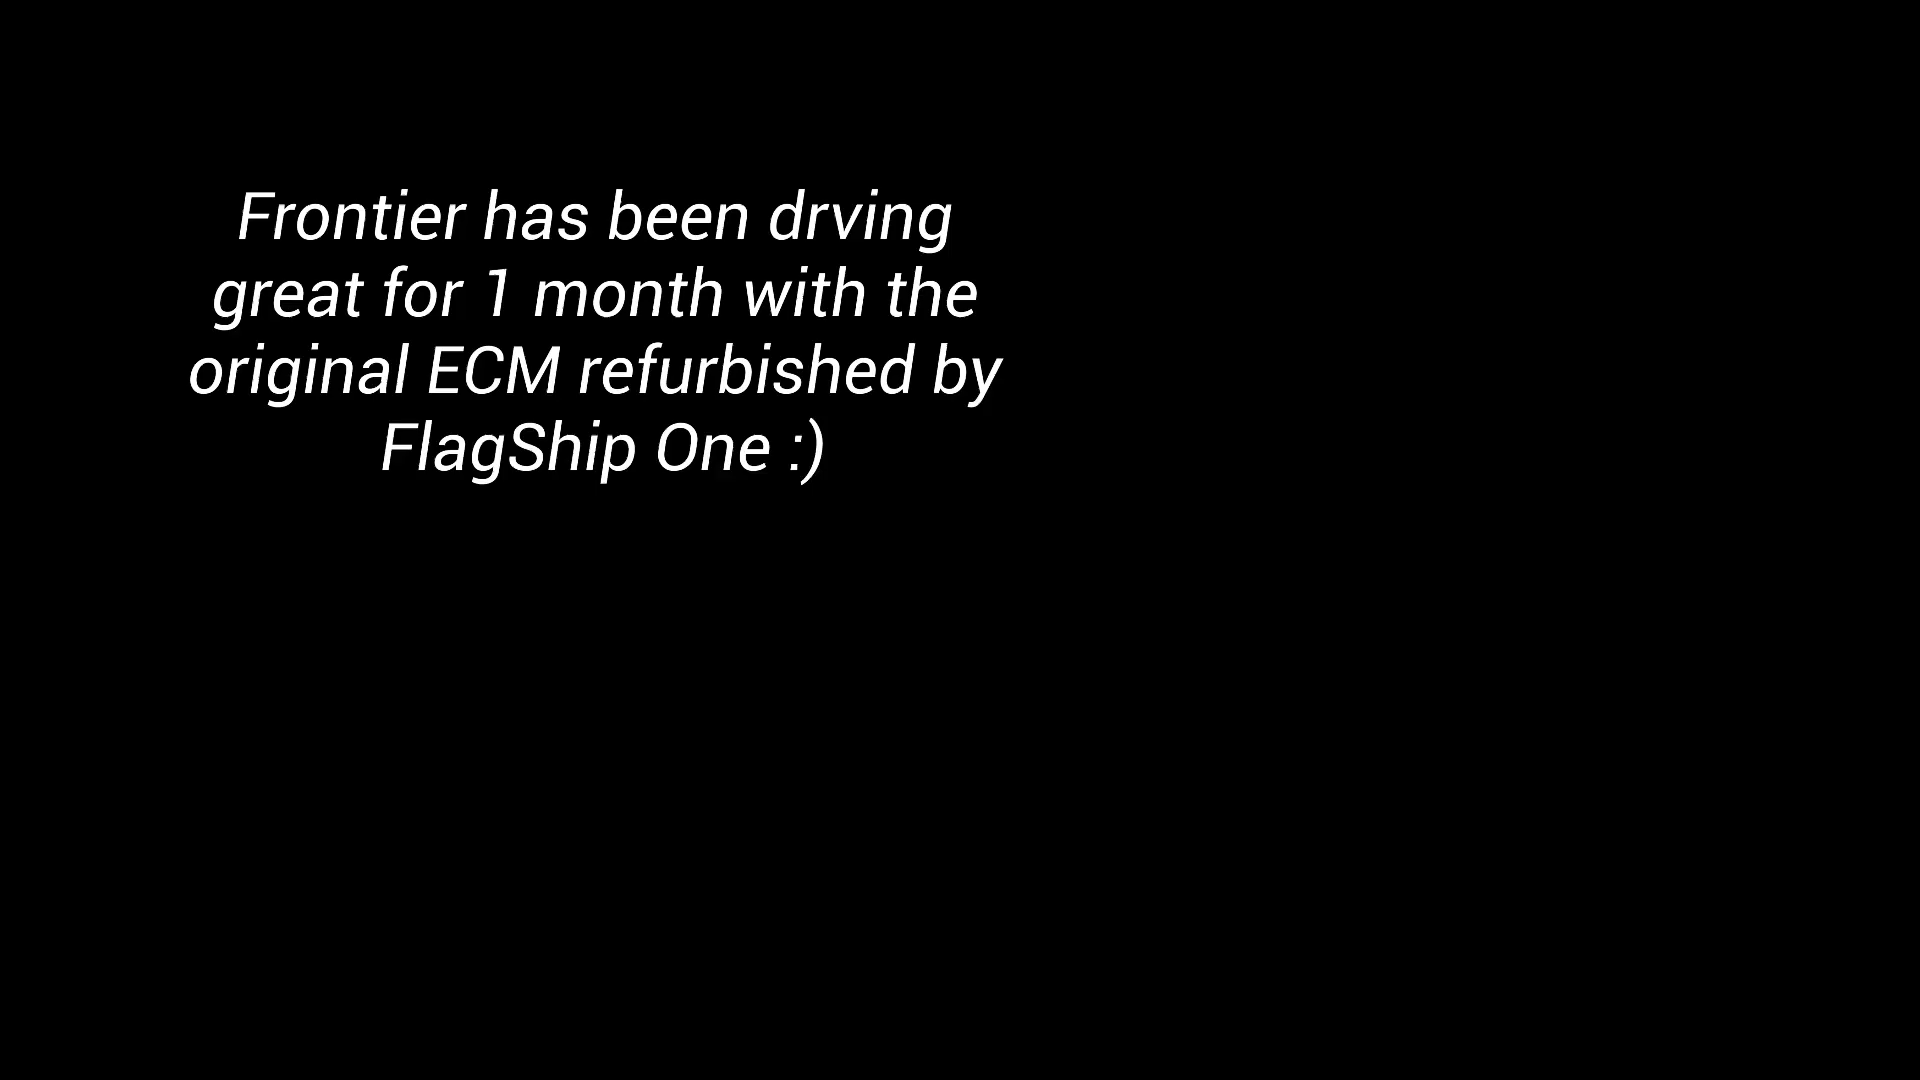 Frontier has been drving
great for 1 month with the
original ECM refurbished by
FlagShip One :)